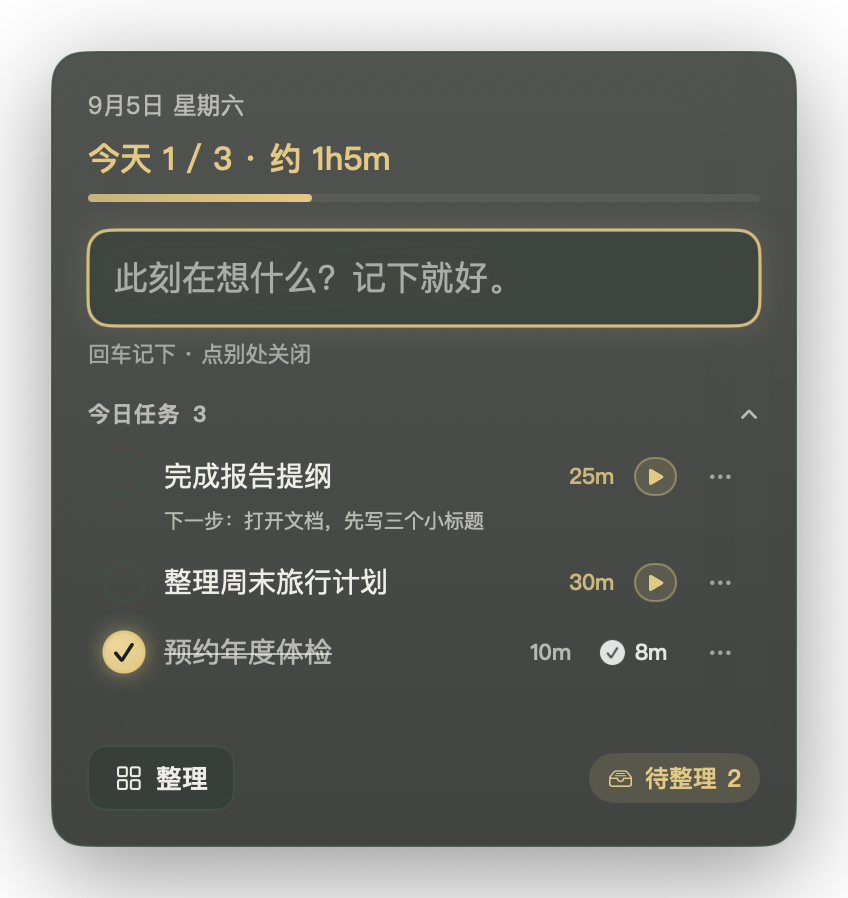 9月5日 星期六
今天 1 / 3 · 约 1h5m
此刻在想什么？记下就好。
回车记下 · 点别处关闭
今日任务 3
完成报告提纲 25m
下一步：打开文档，先写三个小标题
整理周末旅行计划 30m
预约年度体检 10m 8m
整理 待整理 2